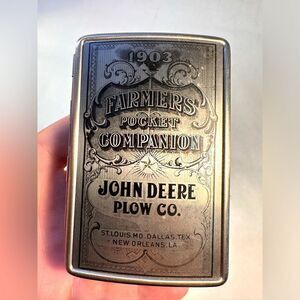 1903
FARMERS
POCKET
COMPANION
JOHN DEERE
PLOW CO.
ST. LOUIS. MO. DALLAS. TEX.
NEW ORLEANS. LA.